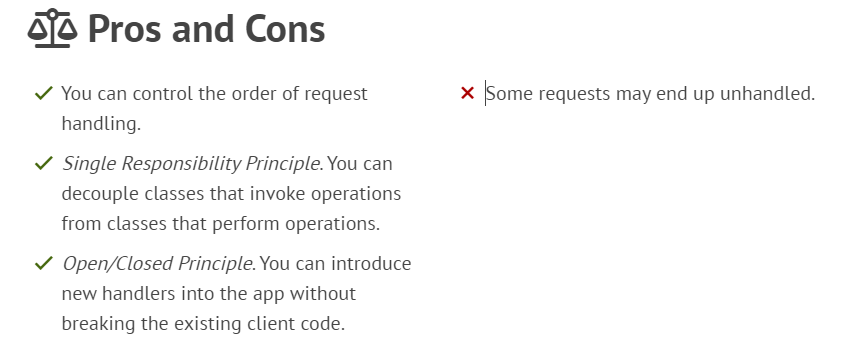 Pros and Cons
You can control the order of request
handling.
Single Responsibility Principle. You can
decouple classes that invoke operations
from classes that perform operations.
Open/Closed Principle. You can introduce
new handlers into the app without
breaking the existing client code.
Some requests may end up unhandled.